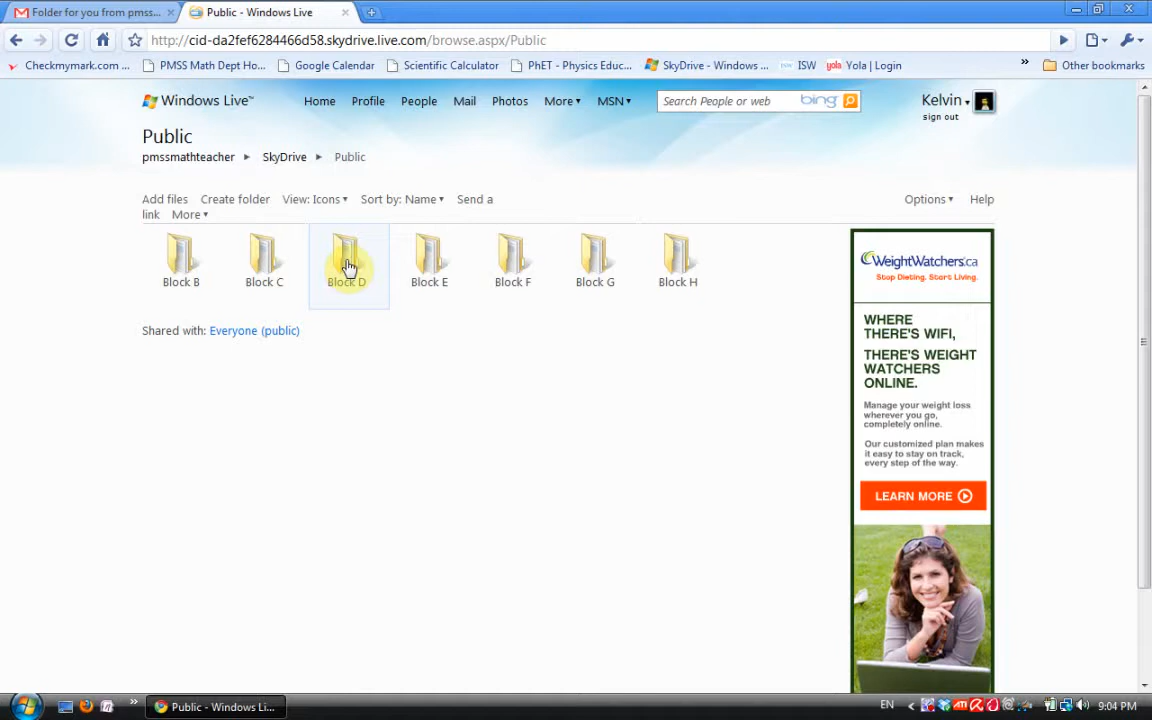 Folder for you from pmss...
Public - Windows Live
http://cid-da2fef6284466d58.skydrive.live.com/browse.aspx/Public
Checkmymark.com ...
PMSS Math Dept Ho...
Google Calendar
Scientific Calculator
PhET - Physics Educ...
SkyDrive - Windows ...
ISW
Yola | Login
»
Other bookmarks
Windows Live™
Home
Profile
People
Mail
Photos
More
MSN
Search People or web
bing
Kelvin
sign out
Public
pmssmathteacher
SkyDrive
Public
Add files
Create folder
View: Icons
Sort by: Name
Send a
link
More
Options
Help
Block B
Block C
Block D
Block E
Block F
Block G
Block H
Shared with: Everyone (public)
WeightWatchers.ca
Stop Dieting. Start Living.
WHERE
THERE'S WIFI,
THERE'S WEIGHT
WATCHERS
ONLINE.
Manage your weight loss
wherever you go,
completely online.
Our customized plan makes
it easy to stay on track,
every step of the way.
LEARN MORE
Public - Windows Li...
EN
ATI
9:04 PM